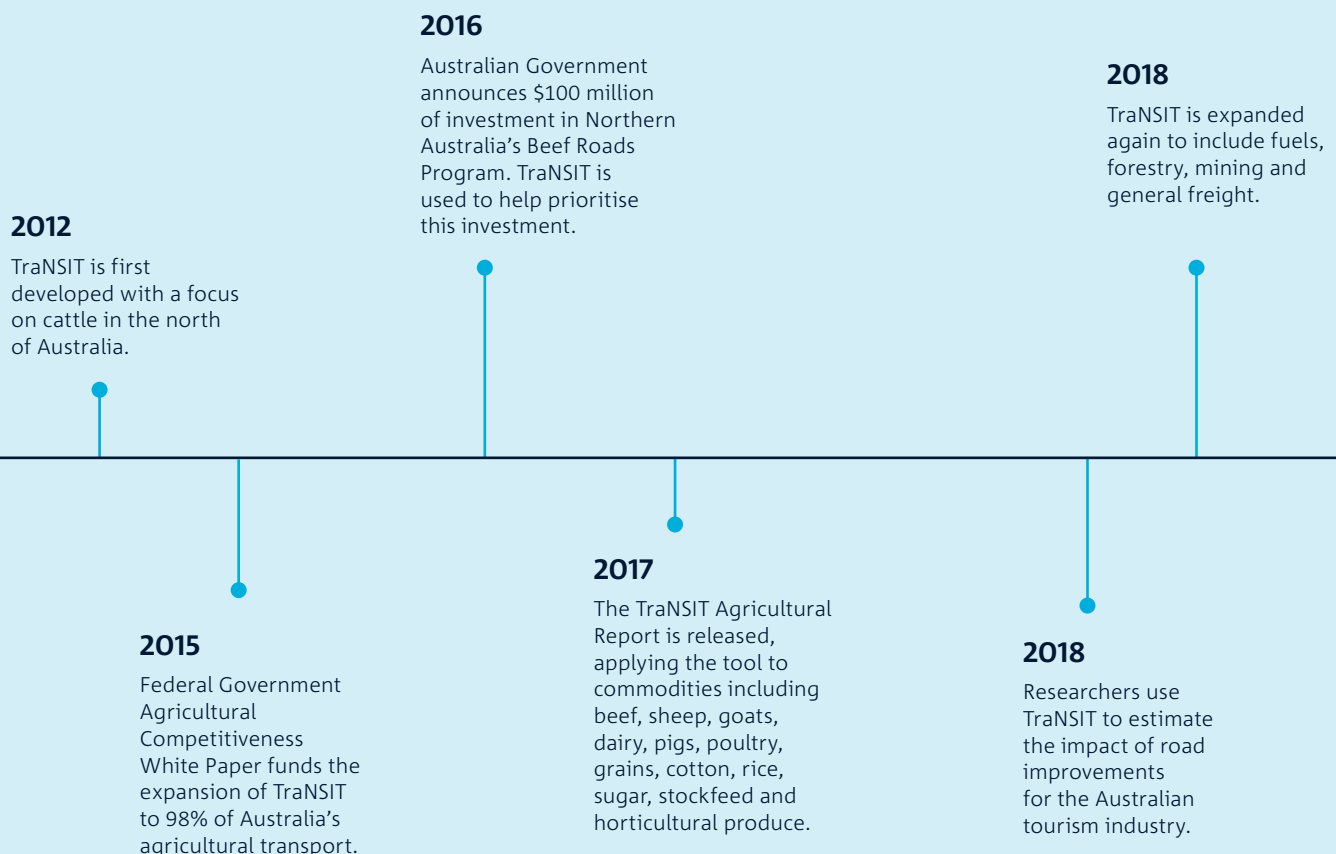 2012
TraNSIT is first
developed with a focus
on cattle in the north
of Australia.
2015
Federal Government
Agricultural
Competitiveness
White Paper funds the
expansion of TraNSIT
to 98% of Australia’s
agricultural transport.
2016
Australian Government
announces $100 million
of investment in Northern
Australia’s Beef Roads
Program. TraNSIT is
used to help prioritise
this investment.
2017
The TraNSIT Agricultural
Report is released,
applying the tool to
commodities including
beef, sheep, goats,
dairy, pigs, poultry,
grains, cotton, rice,
sugar, stockfeed and
horticultural produce.
2018
Researchers use
TraNSIT to estimate
the impact of road
improvements
for the Australian
tourism industry.
2018
TraNSIT is expanded
again to include fuels,
forestry, mining and
general freight.